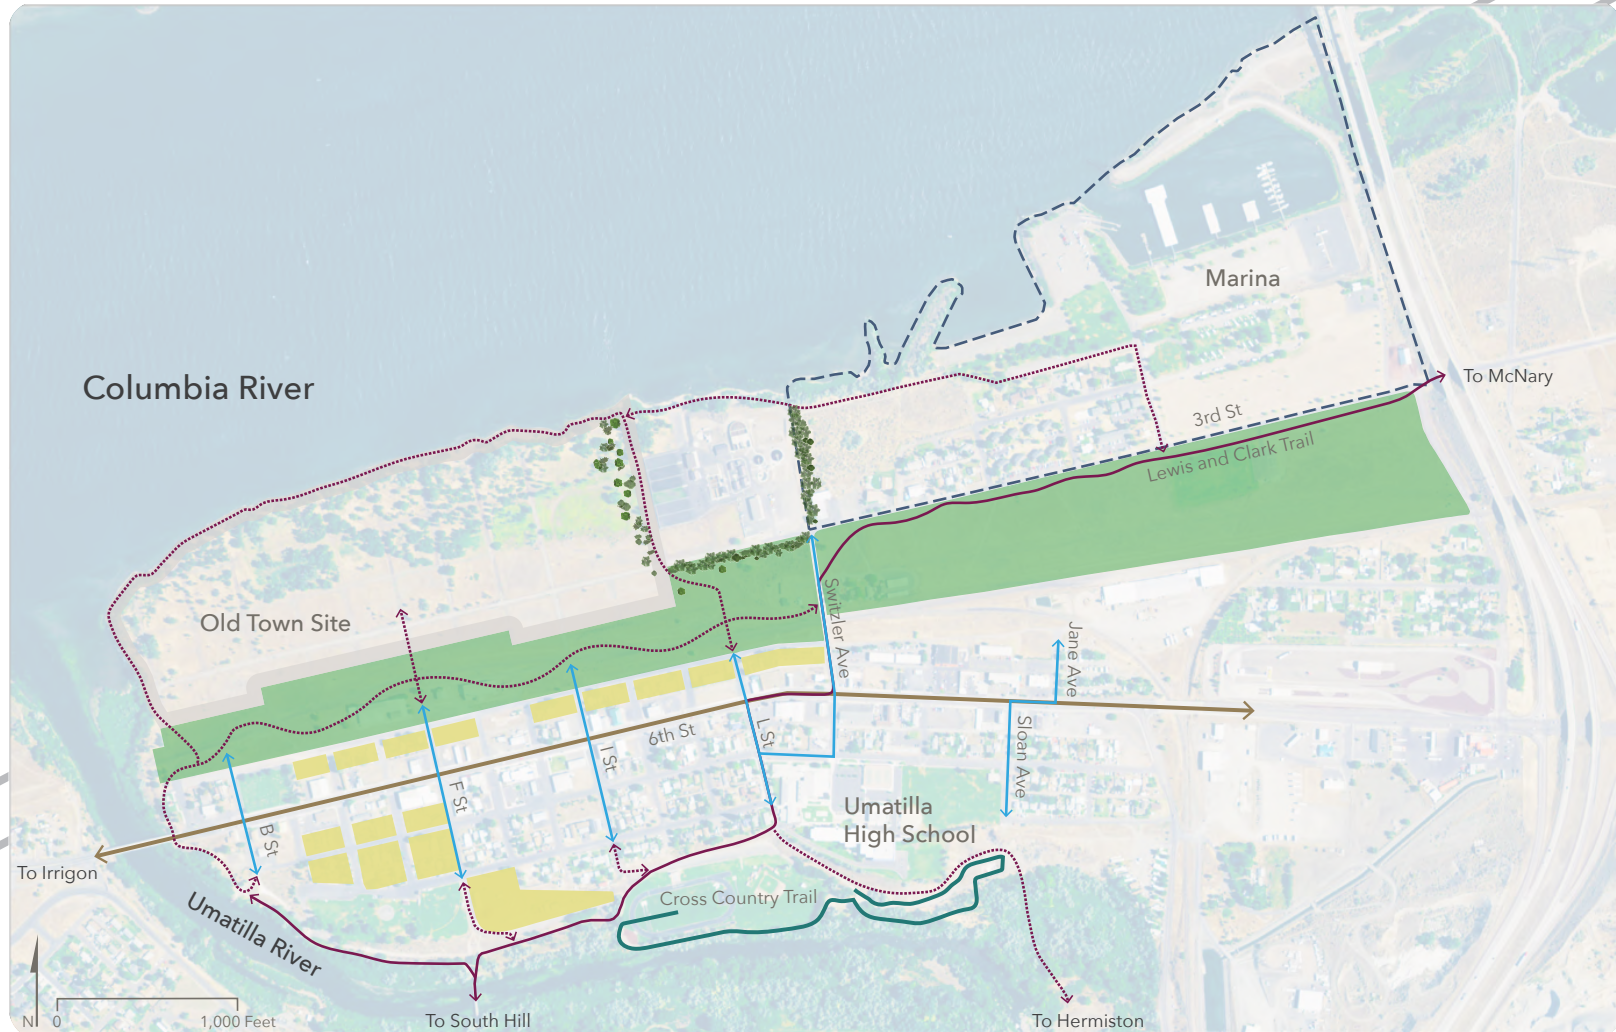 Marina
Columbia River
To McNary
3rd St
Lewis and Clark Trail
Old Town Site
Switzler Ave
Jane Ave
6th St
L St
I St
Sloan Ave
F St
B St
Umatilla
High School
To Irrigon
Cross Country Trail
Umatilla River
N 0 1,000 Feet
To South Hill
To Hermiston